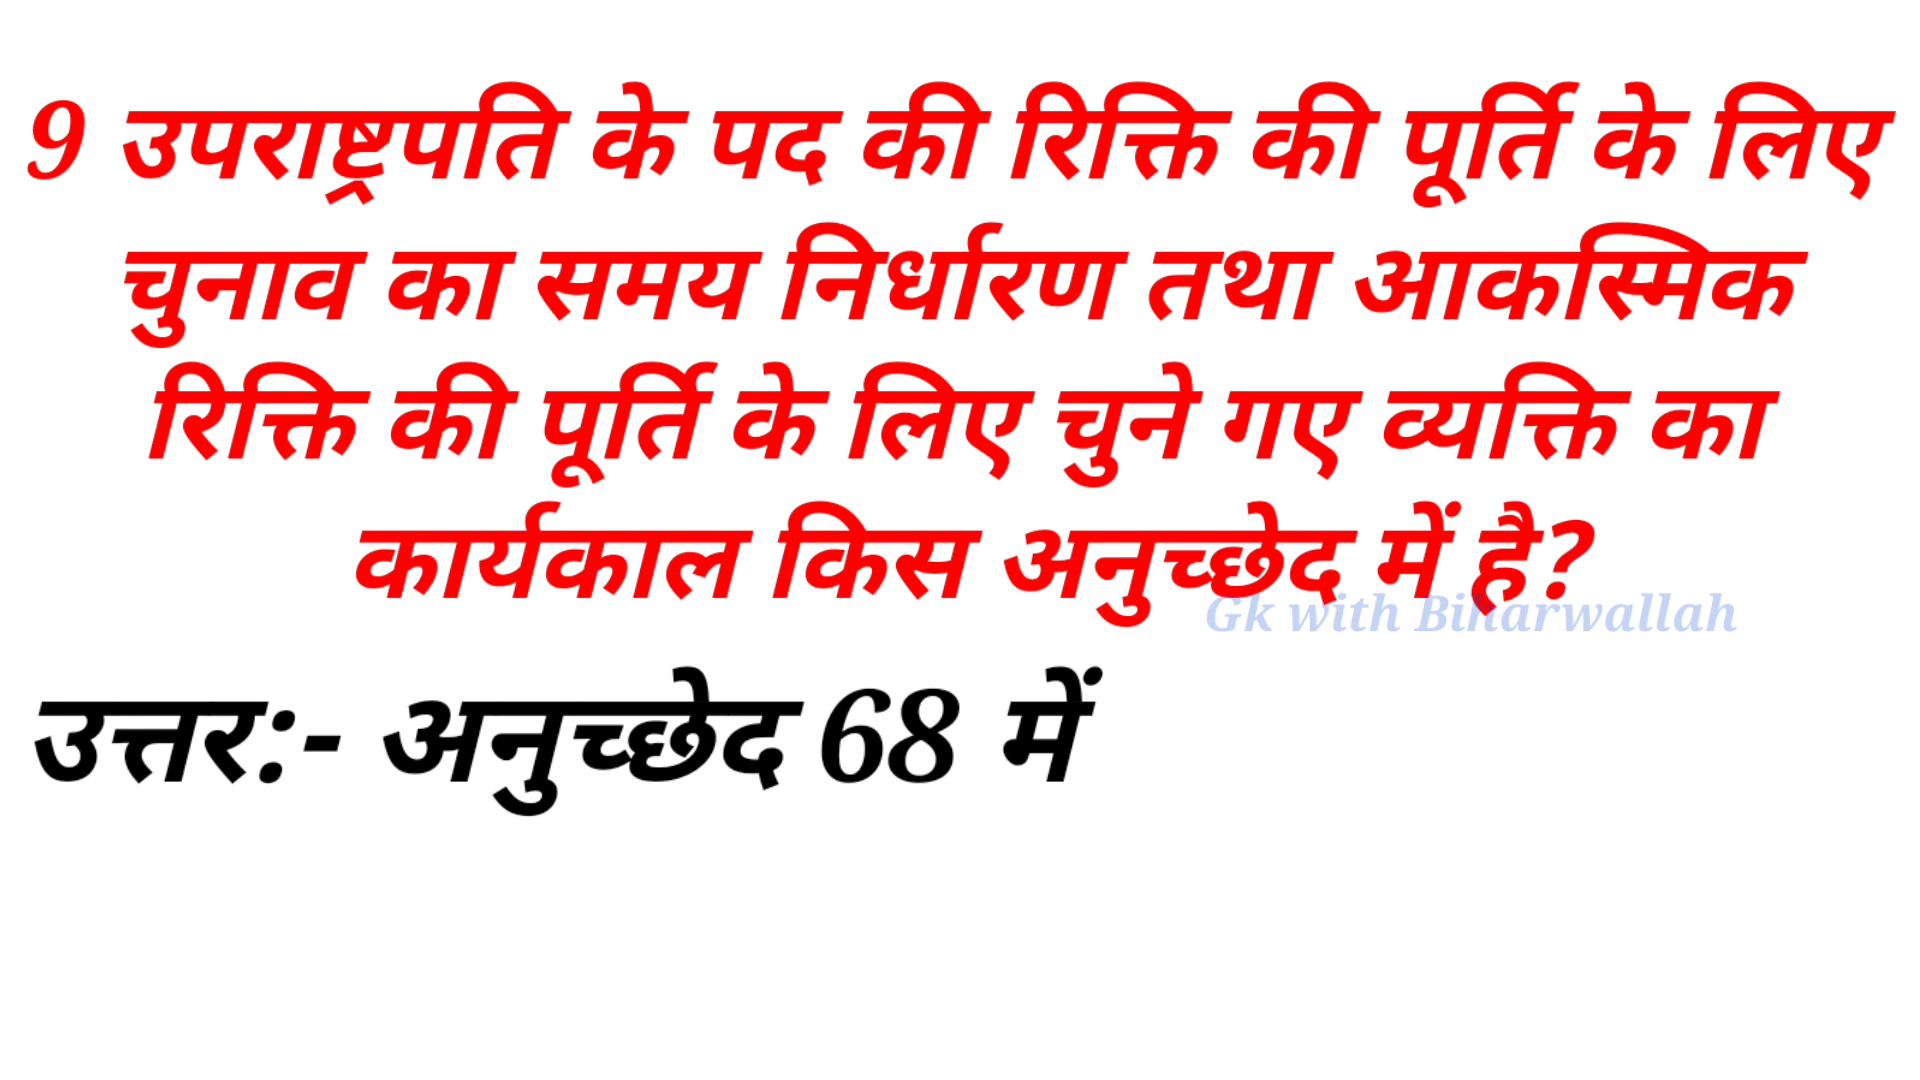 9 उपराष्ट्रपति के पद की रिक्ति की पूर्ति के लिए
चुनाव का समय निर्धारण तथा आकस्मिक
रिक्ति की पूर्ति के लिए चुने गए व्यक्ति का
कार्यकाल किस अनुच्छेद में है?
Gk with Biharwallah
उत्तर:- अनुच्छेद 68 में